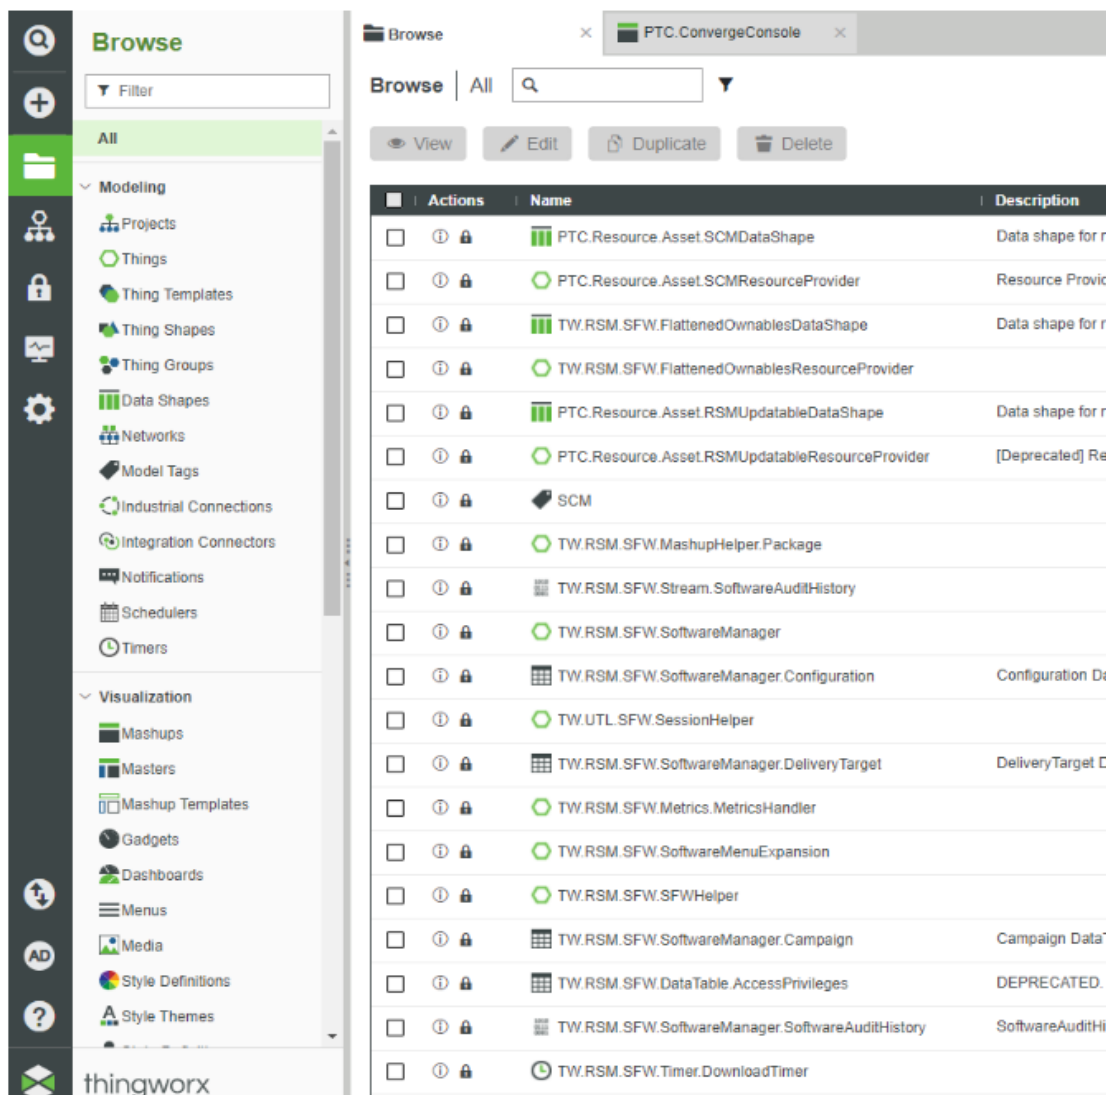 Browse
Filter
All
Modeling
Projects
Things
Thing Templates
Thing Shapes
Thing Groups
Data Shapes
Networks
Model Tags
Industrial Connections
Integration Connectors
Notifications
Schedulers
Timers
Visualization
Mashups
Masters
Mashup Templates
Gadgets
Dashboards
Menus
Media
Style Definitions
Style Themes
AD
thingworx
Browse × PTC.ConvergeConsole ×
Browse | All
View Edit Duplicate Delete
Actions Name Description
PTC.Resource.Asset.SCMDataShape Data shape for
PTC.Resource.Asset.SCMResourceProvider Resource
TW.RSM.SFW.FlattenedOwnablesDataShape Data shape for
TW.RSM.SFW.FlattenedOwnablesResourceProvider
PTC.Resource.Asset.RSMUpdatableDataShape Data shape for
PTC.Resource.Asset.RSMUpdatableResourceProvider [Deprecated]
SCM
TW.RSM.SFW.MashupHelper.Package
TW.RSM.SFW.Stream.SoftwareAuditHistory
TW.RSM.SFW.SoftwareManager
TW.RSM.SFW.SoftwareManager.Configuration Configuration
TW.UTL.SFW.SessionHelper
TW.RSM.SFW.SoftwareManager.DeliveryTarget DeliveryTarget
TW.RSM.SFW.Metrics.MetricsHandler
TW.RSM.SFW.SoftwareMenuExpansion
TW.RSM.SFW.SFWHelper
TW.RSM.SFW.SoftwareManager.Campaign Campaign
TW.RSM.SFW.DataTable.AccessPrivileges DEPRECATED.
TW.RSM.SFW.SoftwareManager.SoftwareAuditHistory
TW.RSM.SFW.Timer.DownloadTimer